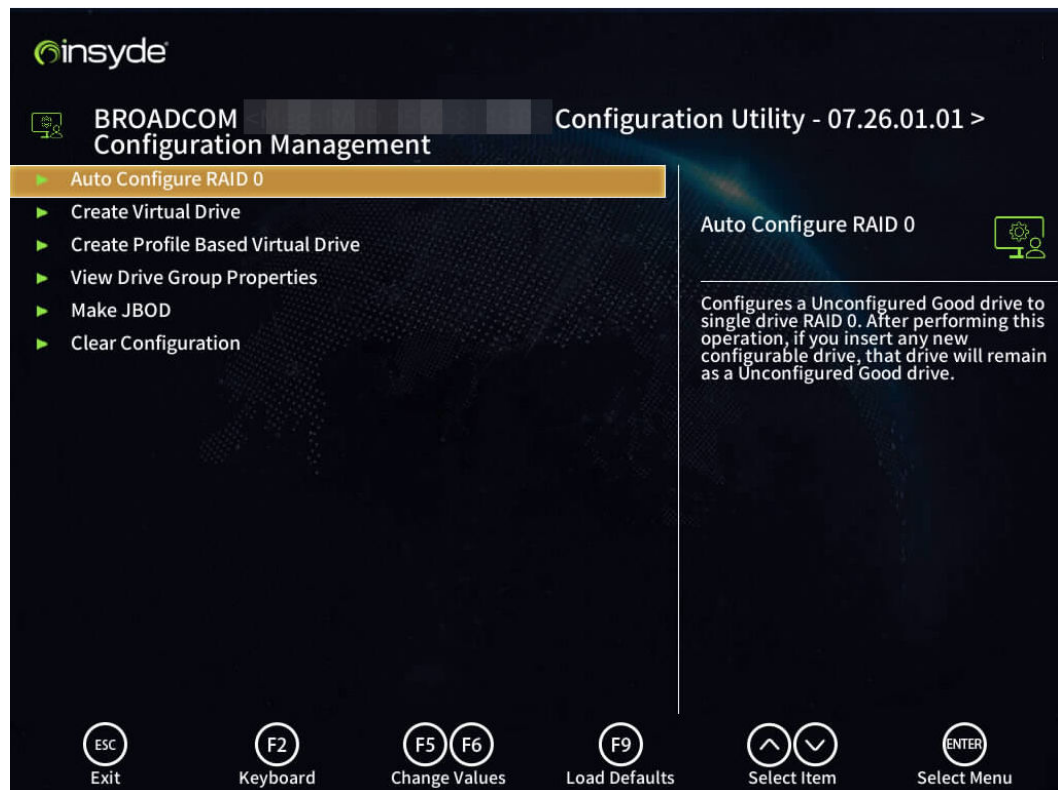 insyde
BROADCOM Configuration Utility - 07.26.01.01 >
Configuration Management
Auto Configure RAID 0
Create Virtual Drive
Create Profile Based Virtual Drive
View Drive Group Properties
Make JBOD
Clear Configuration
Auto Configure RAID 0
Configures a Unconfigured Good drive to
single drive RAID 0. After performing this
operation, if you insert any new
configurable drive, that drive will remain
as a Unconfigured Good drive.
ESC F2 F5 F6 F9 ENTER
Exit Keyboard Change Values Load Defaults Select Item Select Menu